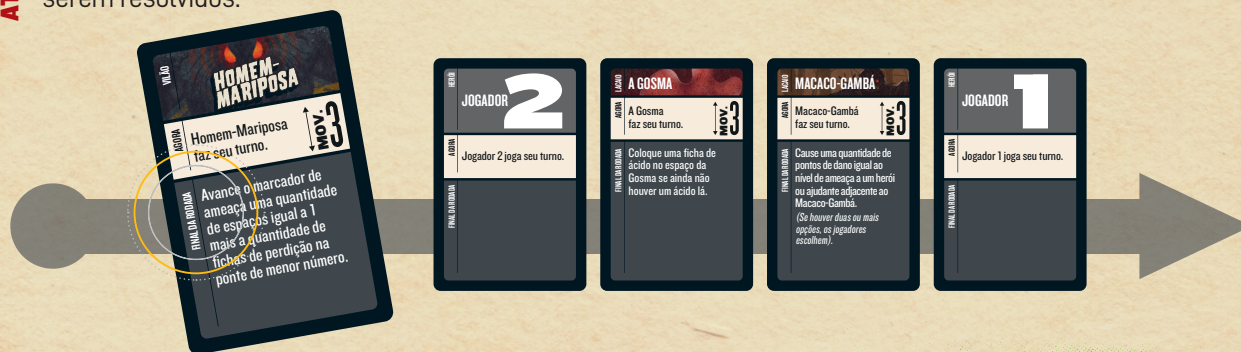 AT
serem resolvidos.
VILÃO
HOMEM-
MARIPOSA
AGORA
Homem-Mariposa
faz seu turno.
MOV.
3
FINAL DA RODADA
Avance o marcador de
ameaça uma quantidade
de espaços igual a 1
mais a quantidade de
fichas de perdição na
ponte de menor número.
HERÓI
JOGADOR 2
AGORA
Jogador 2 joga seu turno.
FINAL DA RODADA
LACAIO
A GOSMA
AGORA
A Gosma
faz seu turno.
MOV.
3
FINAL DA RODADA
Coloque uma ficha de
ácido no espaço da
Gosma se ainda não
houver um ácido lá.
LACAIO
MACACO-GAMBÁ
AGORA
Macaco-Gambá
faz seu turno.
MOV.
3
FINAL DA RODADA
Cause uma quantidade de
pontos de dano igual ao
nível de ameaça a um herói
ou ajudante adjacente ao
Macaco-Gambá.
(Se houver duas ou mais
opções, os jogadores
escolhem).
HERÓI
JOGADOR 1
AGORA
Jogador 1 joga seu turno.
FINAL DA RODADA